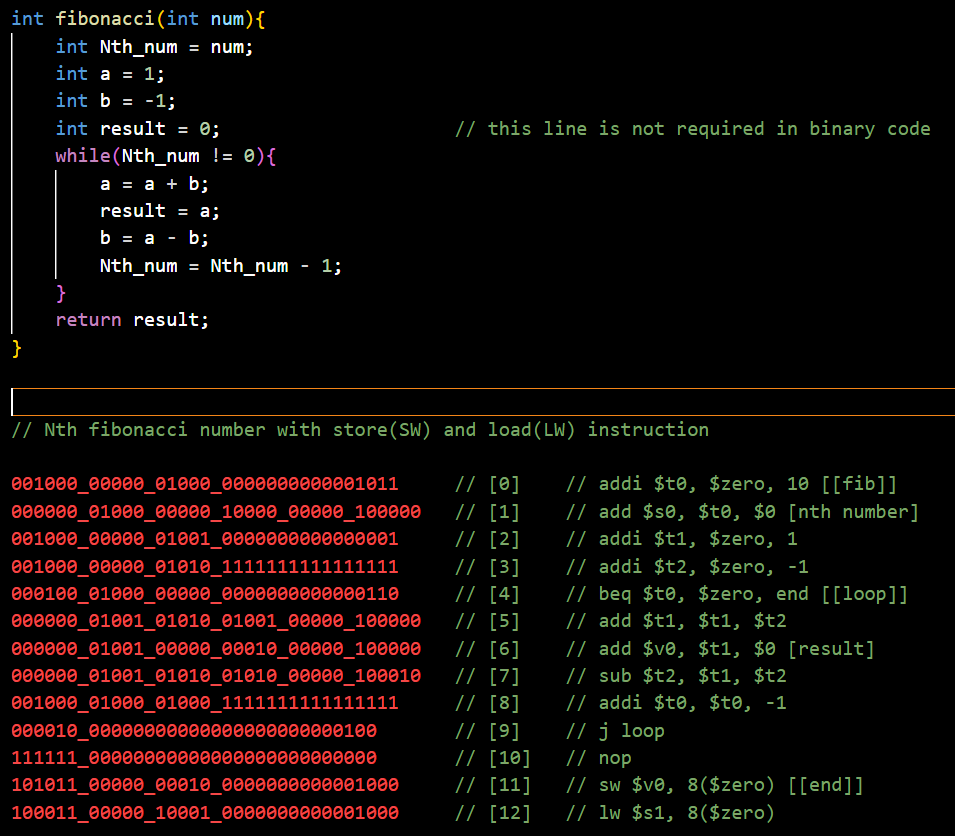 int fibonacci(int num){
    int Nth_num = num;
    int a = 1;
    int b = -1;
    int result = 0;                     // this line is not required in binary code
    while(Nth_num != 0){
        a = a + b;
        result = a;
        b = a - b;
        Nth_num = Nth_num - 1;
    }
    return result;
}
// Nth fibonacci number with store(SW) and load(LW) instruction
001000_00000_01000_0000000000001011     // [0]    // addi $t0, $zero, 10 [[fib]]
000000_01000_00000_10000_00000_100000   // [1]    // add $s0, $t0, $0 [nth number]
001000_00000_01001_0000000000000001     // [2]    // addi $t1, $zero, 1
001000_00000_01010_1111111111111111     // [3]    // addi $t2, $zero, -1
000100_01000_00000_0000000000000110     // [4]    // beq $t0, $zero, end [[loop]]
000000_01001_01010_01001_00000_100000   // [5]    // add $t1, $t1, $t2
000000_01001_00000_00010_00000_100000   // [6]    // add $v0, $t1, $0 [result]
000000_01001_01010_01010_00000_100010   // [7]    // sub $t2, $t1, $t2
001000_01000_01000_1111111111111111     // [8]    // addi $t0, $t0, -1
000010_00000000000000000000000100       // [9]    // j loop
111111_00000000000000000000000000       // [10]   // nop
101011_00000_00010_0000000000001000     // [11]   // sw $v0, 8($zero) [[end]]
100011_00000_10001_0000000000001000     // [12]   // lw $s1, 8($zero)